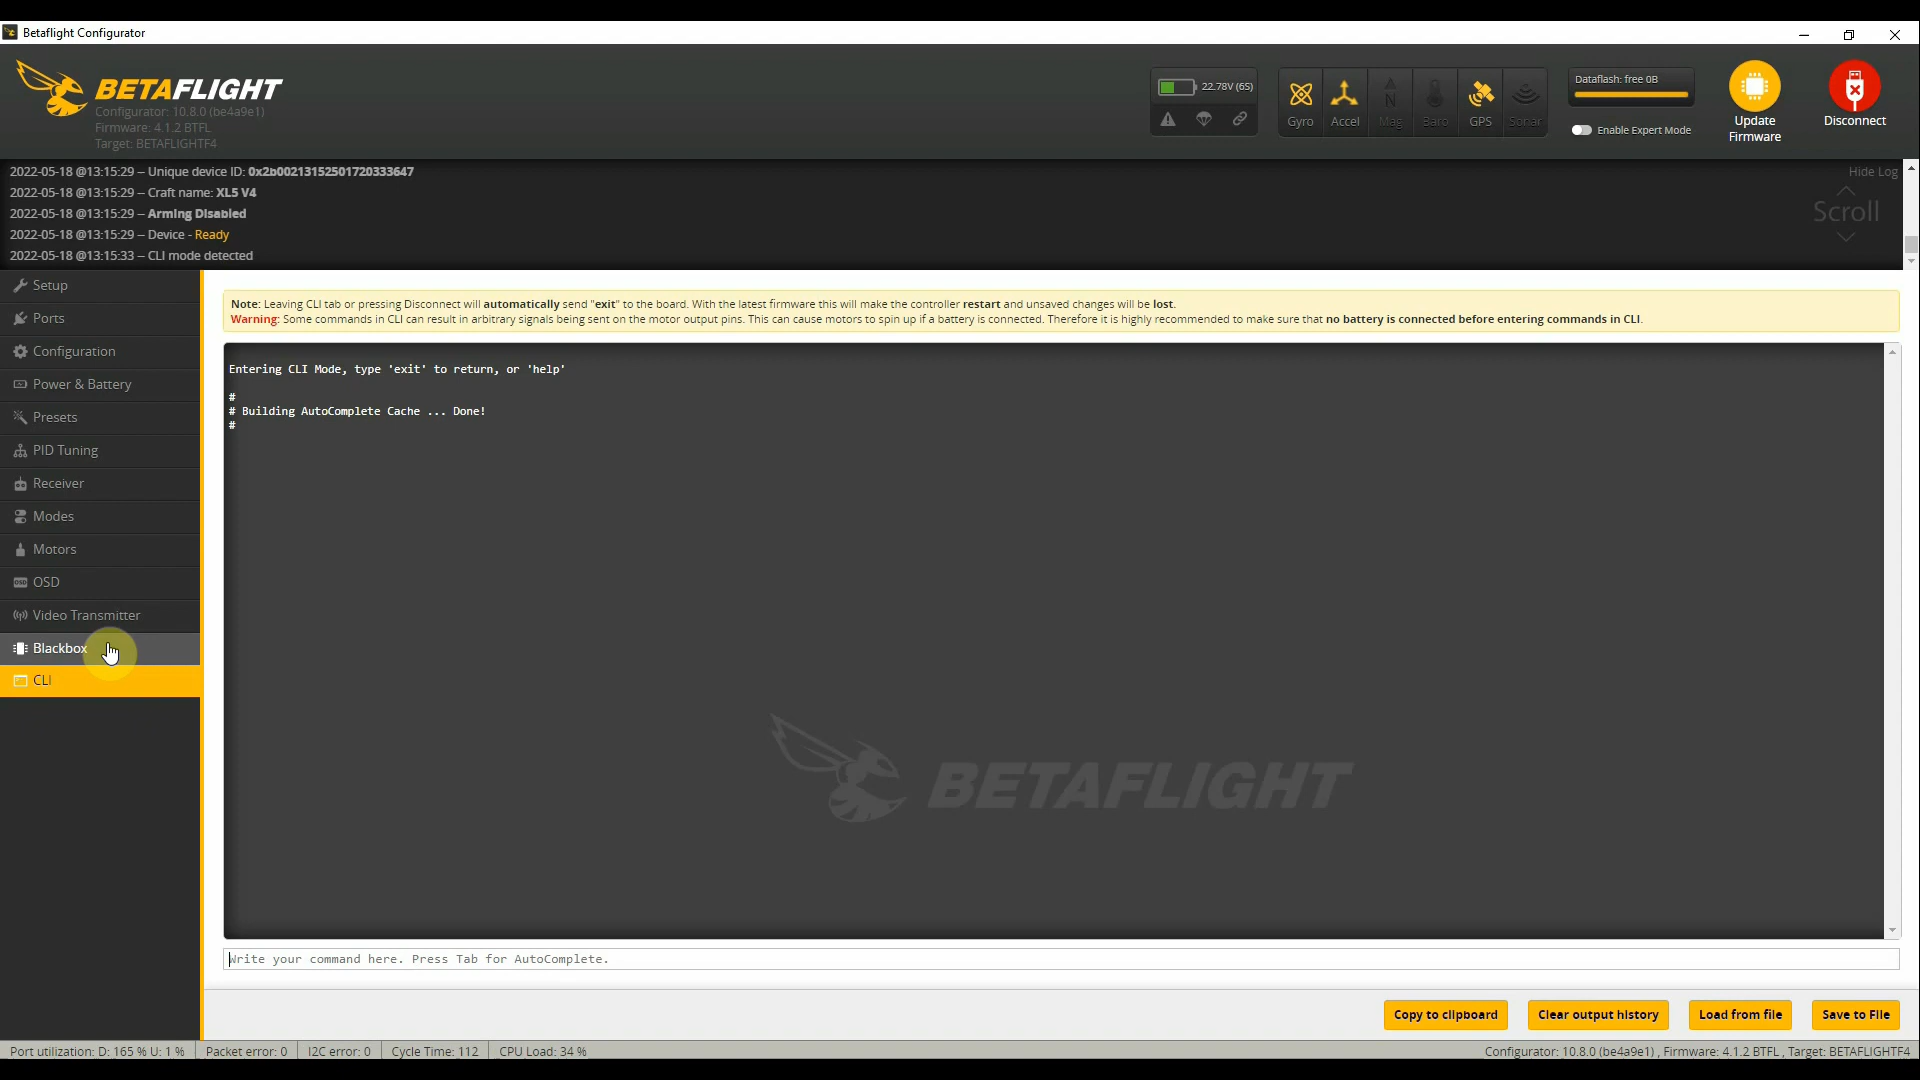 Betaflight Configurator
BETAFLIGHT
Configurator: 10.8.0 (be4a9e1)
Firmware: 4.1.2 BTFL
Target: BETAFLIGHTF4
22.78V (6S)
Gyro
Accel
Mag
Baro
GPS
Sonar
Dataflash: free 0B
Enable Expert Mode
Update
Firmware
Disconnect
2022-05-18 @13:15:29 -- Unique device ID: 0x2b00213152501720333647
2022-05-18 @13:15:29 -- Craft name: XL5 V4
2022-05-18 @13:15:29 -- Arming Disabled
2022-05-18 @13:15:29 -- Device - Ready
2022-05-18 @13:15:33 -- CLI mode detected
Hide Log
Scroll
Setup
Ports
Configuration
Power & Battery
Presets
PID Tuning
Receiver
Modes
Motors
OSD
Video Transmitter
Blackbox
CLI
Note: Leaving CLI tab or pressing Disconnect will automatically send "exit" to the board. With the latest firmware this will make the controller restart and unsaved changes will be lost.
Warning: Some commands in CLI can result in arbitrary signals being sent on the motor output pins. This can cause motors to spin up if a battery is connected. Therefore it is highly recommended to make sure that no battery is connected before entering commands in CLI.
Entering CLI Mode, type 'exit' to return, or 'help'
#
# Building AutoComplete Cache ... Done!
#
BETAFLIGHT
Write your command here. Press Tab for AutoComplete.
Copy to clipboard
Clear output history
Load from file
Save to File
Port utilization: D: 165 % U: 1 %
Packet error: 0
I2C error: 0
Cycle Time: 112
CPU Load: 34 %
Configurator: 10.8.0 (be4a9e1) , Firmware: 4.1.2 BTFL , Target: BETAFLIGHTF4